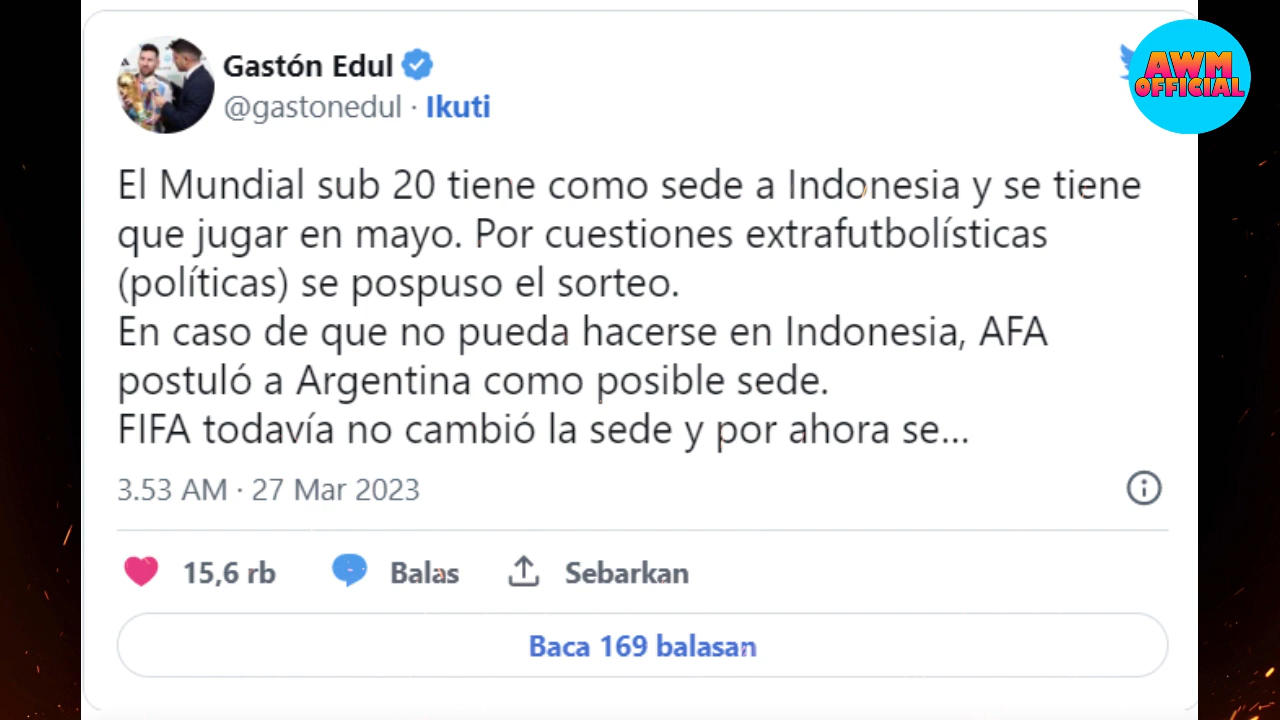 Gastón Edul
@gastonedul · Ikuti
AWM
OFFICIAL
El Mundial sub 20 tiene como sede a Indonesia y se tiene
que jugar en mayo. Por cuestiones extrafutbolísticas
(políticas) se pospuso el sorteo.
En caso de que no pueda hacerse en Indonesia, AFA
postuló a Argentina como posible sede.
FIFA todavía no cambió la sede y por ahora se...
3.53 AM · 27 Mar 2023
15,6 rb Balas Sebarkan
Baca 169 balasan